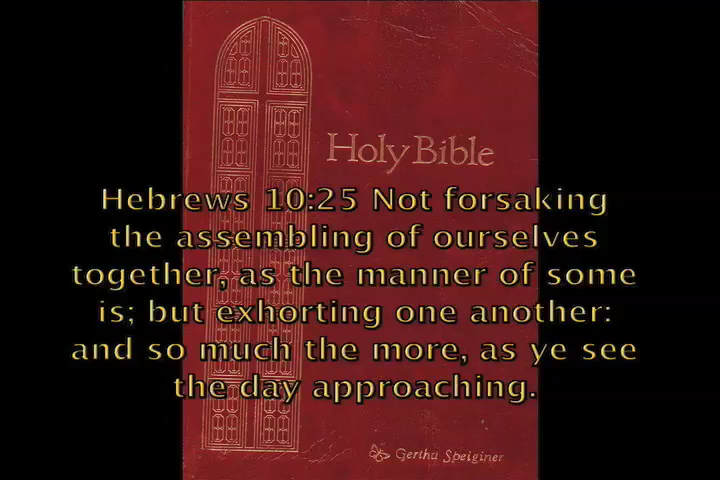 Holy Bible
Hebrews 10:25 Not forsaking
the assembling of ourselves
together, as the manner of some
is; but exhorting one another:
and so much the more, as ye see
the day approaching.
Gertha Speiginer